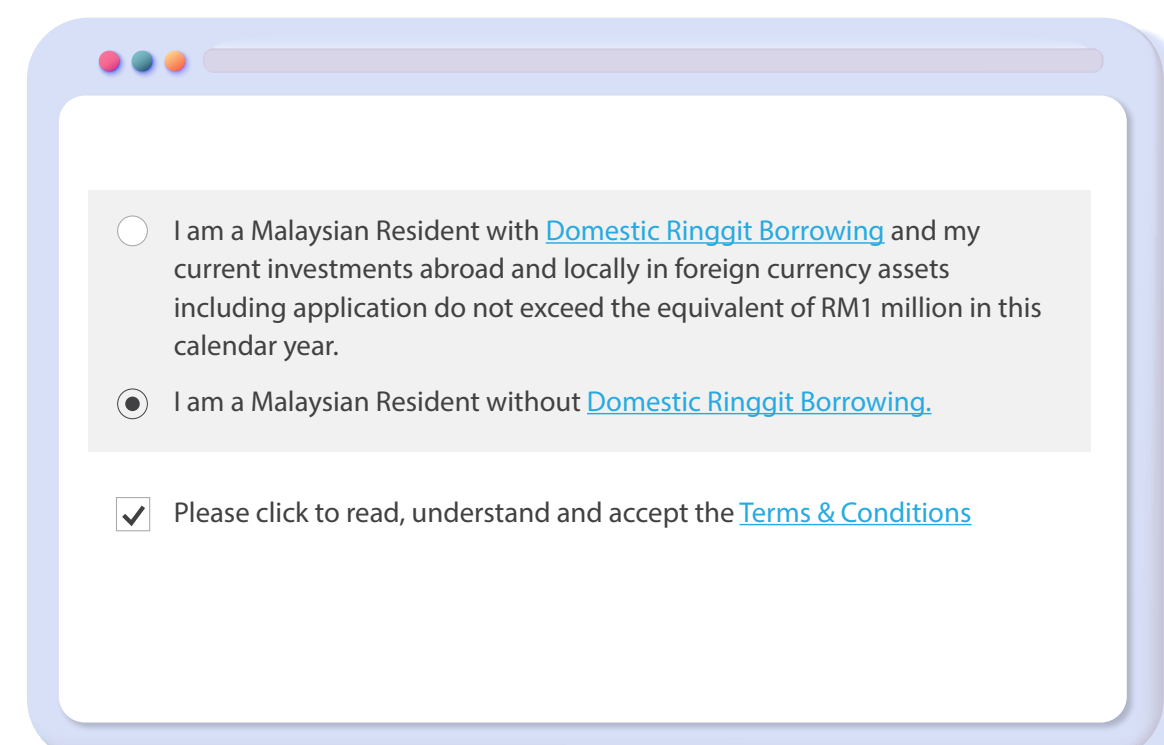 I am a Malaysian Resident with Domestic Ringgit Borrowing and my
current investments abroad and locally in foreign currency assets
including application do not exceed the equivalent of RM1 million in this
calendar year.
I am a Malaysian Resident without Domestic Ringgit Borrowing.
Please click to read, understand and accept the Terms & Conditions